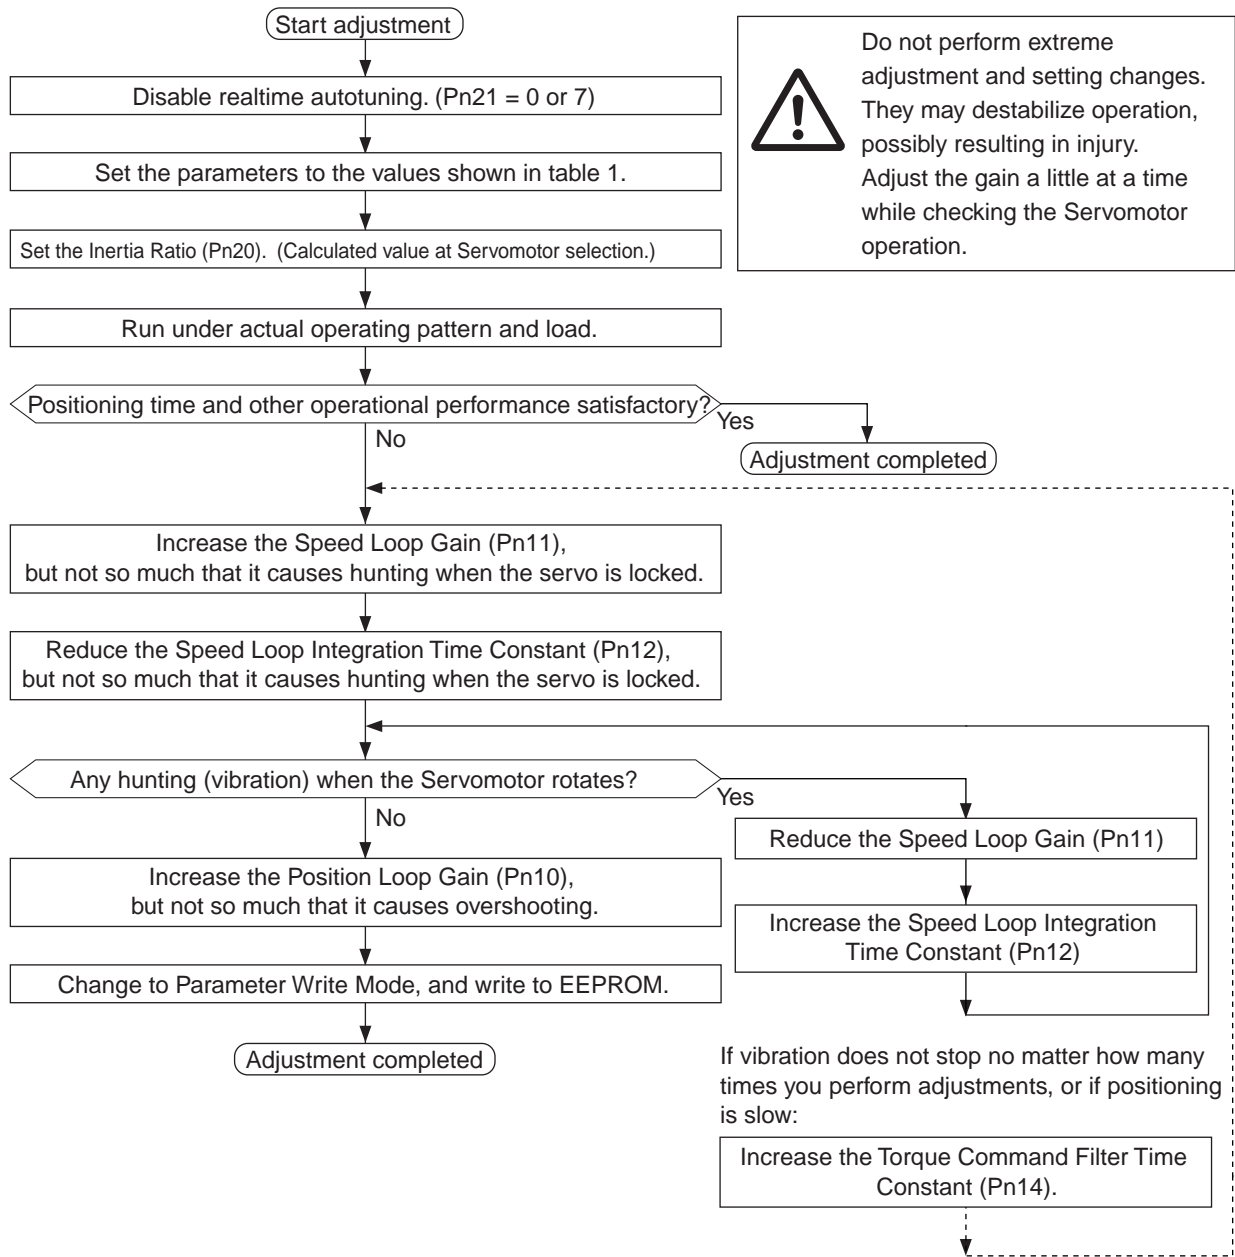 Start adjustment
Disable realtime autotuning. (Pn21 = 0 or 7)
Set the parameters to the values shown in table 1.
Set the Inertia Ratio (Pn20). (Calculated value at Servomotor selection.)
Run under actual operating pattern and load.
Positioning time and other operational performance satisfactory?
Yes
No
Adjustment completed
Do not perform extreme
adjustment and setting changes.
They may destabilize operation,
possibly resulting in injury.
Adjust the gain a little at a time
while checking the Servomotor
operation.
Increase the Speed Loop Gain (Pn11),
but not so much that it causes hunting when the servo is locked.
Reduce the Speed Loop Integration Time Constant (Pn12),
but not so much that it causes hunting when the servo is locked.
Any hunting (vibration) when the Servomotor rotates?
Yes
No
Reduce the Speed Loop Gain (Pn11)
Increase the Speed Loop Integration
Time Constant (Pn12)
Increase the Position Loop Gain (Pn10),
but not so much that it causes overshooting.
Change to Parameter Write Mode, and write to EEPROM.
Adjustment completed
If vibration does not stop no matter how many
times you perform adjustments, or if positioning
is slow:
Increase the Torque Command Filter Time
Constant (Pn14).